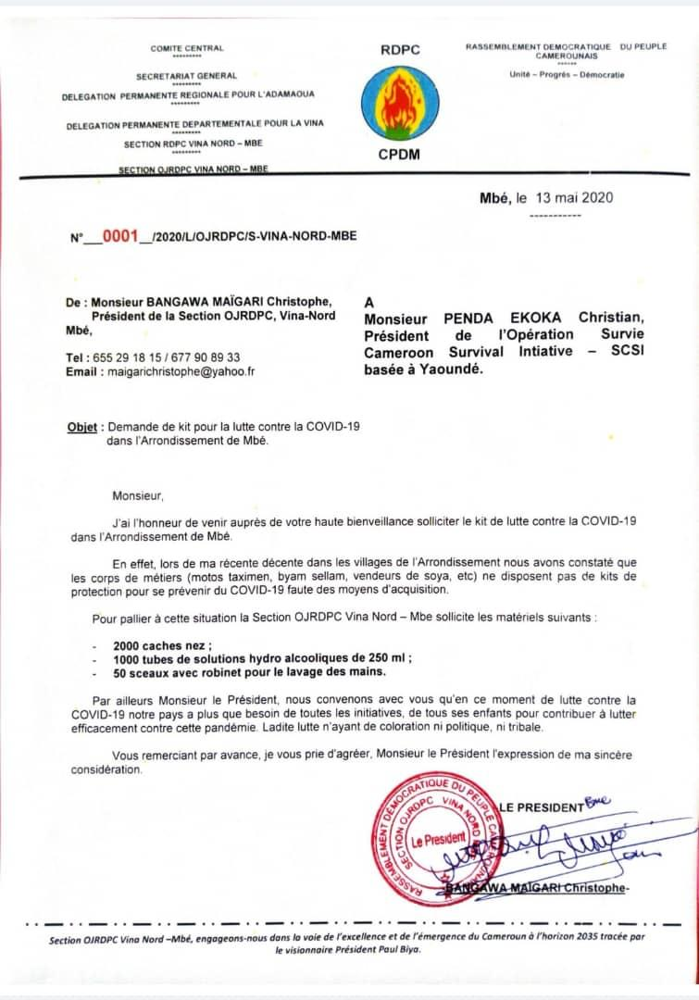 COMITE CENTRAL
*********
SECRETARIAT GENERAL
*********
DELEGATION PERMANENTE REGIONALE POUR L'ADAMAOUA
*********
DELEGATION PERMANENTE DEPARTEMENTALE POUR LA VINA
*********
SECTION RDPC VINA NORD – MBE
*********
SECTION OJRDPC VINA NORD – MBE
RDPC
CPDM
RASSEMBLEMENT DEMOCRATIQUE DU PEUPLE
CAMEROUNAIS
******
Unité – Progrés – Démocratie
Mbé, le 13 mai 2020
-----------
N°__0001__/2020/L/OJRDPC/S-VINA-NORD-MBE
De : Monsieur BANGAWA MAÏGARI Christophe,
Président de la Section OJRDPC, Vina-Nord
Mbé,
Tel : 655 29 18 15 / 677 90 89 33
Email : maigarichristophe@yahoo.fr
A
Monsieur PENDA EKOKA Christian,
Président de l'Opération Survie
Cameroon Survival Intiative – SCSI
basée à Yaoundé.
Objet : Demande de kit pour la lutte contre la COVID-19
dans l'Arrondissement de Mbé.
Monsieur,
J'ai l'honneur de venir auprès de votre haute bienveillance solliciter le kit de lutte contre la COVID-19
dans l'Arrondissement de Mbé.
En effet, lors de ma récente décente dans les villages de l'Arrondissement nous avons constaté que
les corps de métiers (motos taximen, byam sellam, vendeurs de soya, etc) ne disposent pas de kits de
protection pour se prévenir du COVID-19 faute des moyens d'acquisition.
Pour pallier à cette situation la Section OJRDPC Vina Nord – Mbe sollicite les matériels suivants :
- 2000 caches nez ;
- 1000 tubes de solutions hydro alcooliques de 250 ml ;
- 50 sceaux avec robinet pour le lavage des mains.
Par ailleurs Monsieur le Président, nous convenons avec vous qu'en ce moment de lutte contre la
COVID-19 notre pays a plus que besoin de toutes les initiatives, de tous ses enfants pour contribuer à lutter
efficacement contre cette pandémie. Ladite lutte n'ayant de coloration ni politique, ni tribale.
Vous remerciant par avance, je vous prie d'agréer, Monsieur le Président l'expression de ma sincère
considération.
LE PRESIDENT
RASSEMBLEMENT DÉMOCRATIQUE DU PEUPLE CAMEROUNAIS
SECTION OJRDPC VINA NORD
Le President
BANGAWA MAÏGARI Christophe-
Section OJRDPC Vina Nord –Mbé, engageons-nous dans la voie de l'excellence et de l'émergence du Cameroun à l'horizon 2035 tracée par
le visionnaire Président Paul Biya.